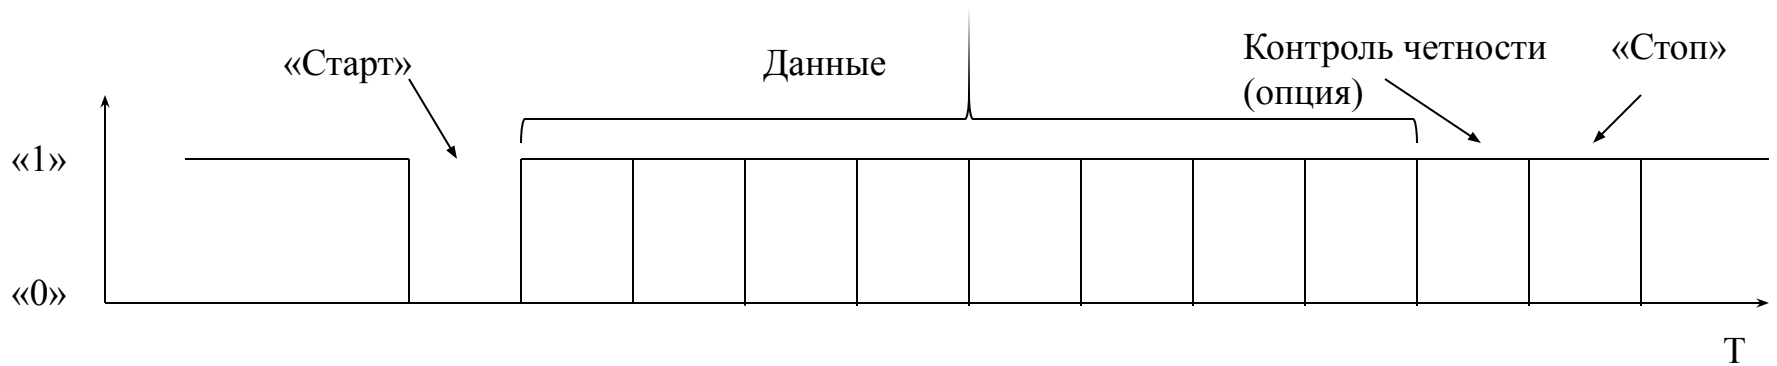 «Старт»
Данные
Контроль четности
(опция)
«Стоп»
«1»
«0»
T